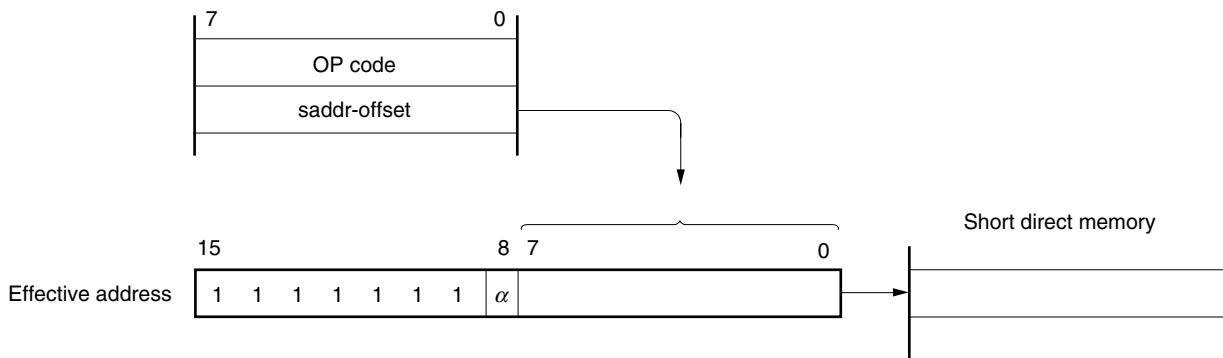 7 0
OP code
saddr-offset
Short direct memory
15 8 7 0
Effective address 1 1 1 1 1 1 1 α